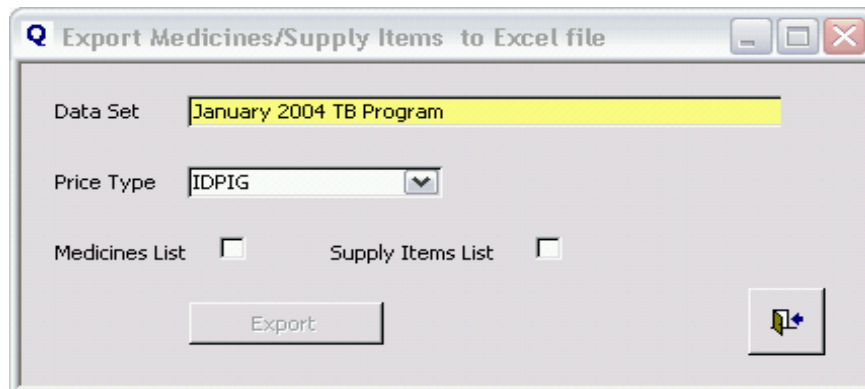 Q Export Medicines/Supply Items to Excel file
Data Set January 2004 TB Program
Price Type IDPIG
Medicines List Supply Items List
Export